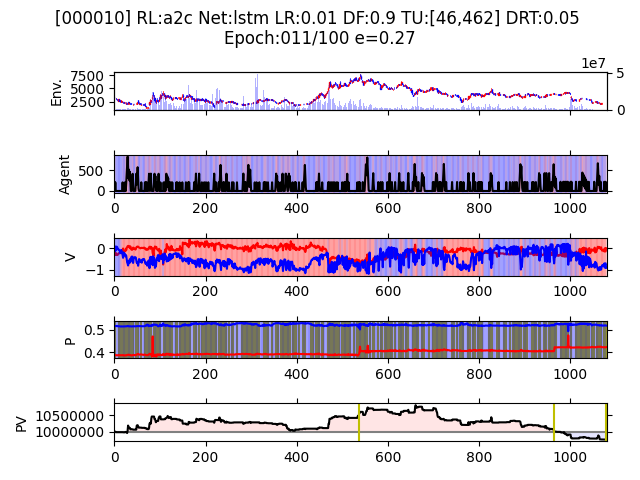 [000010] RL:a2c Net:lstm LR:0.01 DF:0.9 TU:[46,462] DRT:0.05
Epoch:011/100 e=0.27
1e7
Env.
7500
5000
2500
5
0
Agent
500
0
0 200 400 600 800 1000
V
0
−1
0 200 400 600 800 1000
P
0.5
0.4
0 200 400 600 800 1000
PV
10500000
10000000
0 200 400 600 800 1000